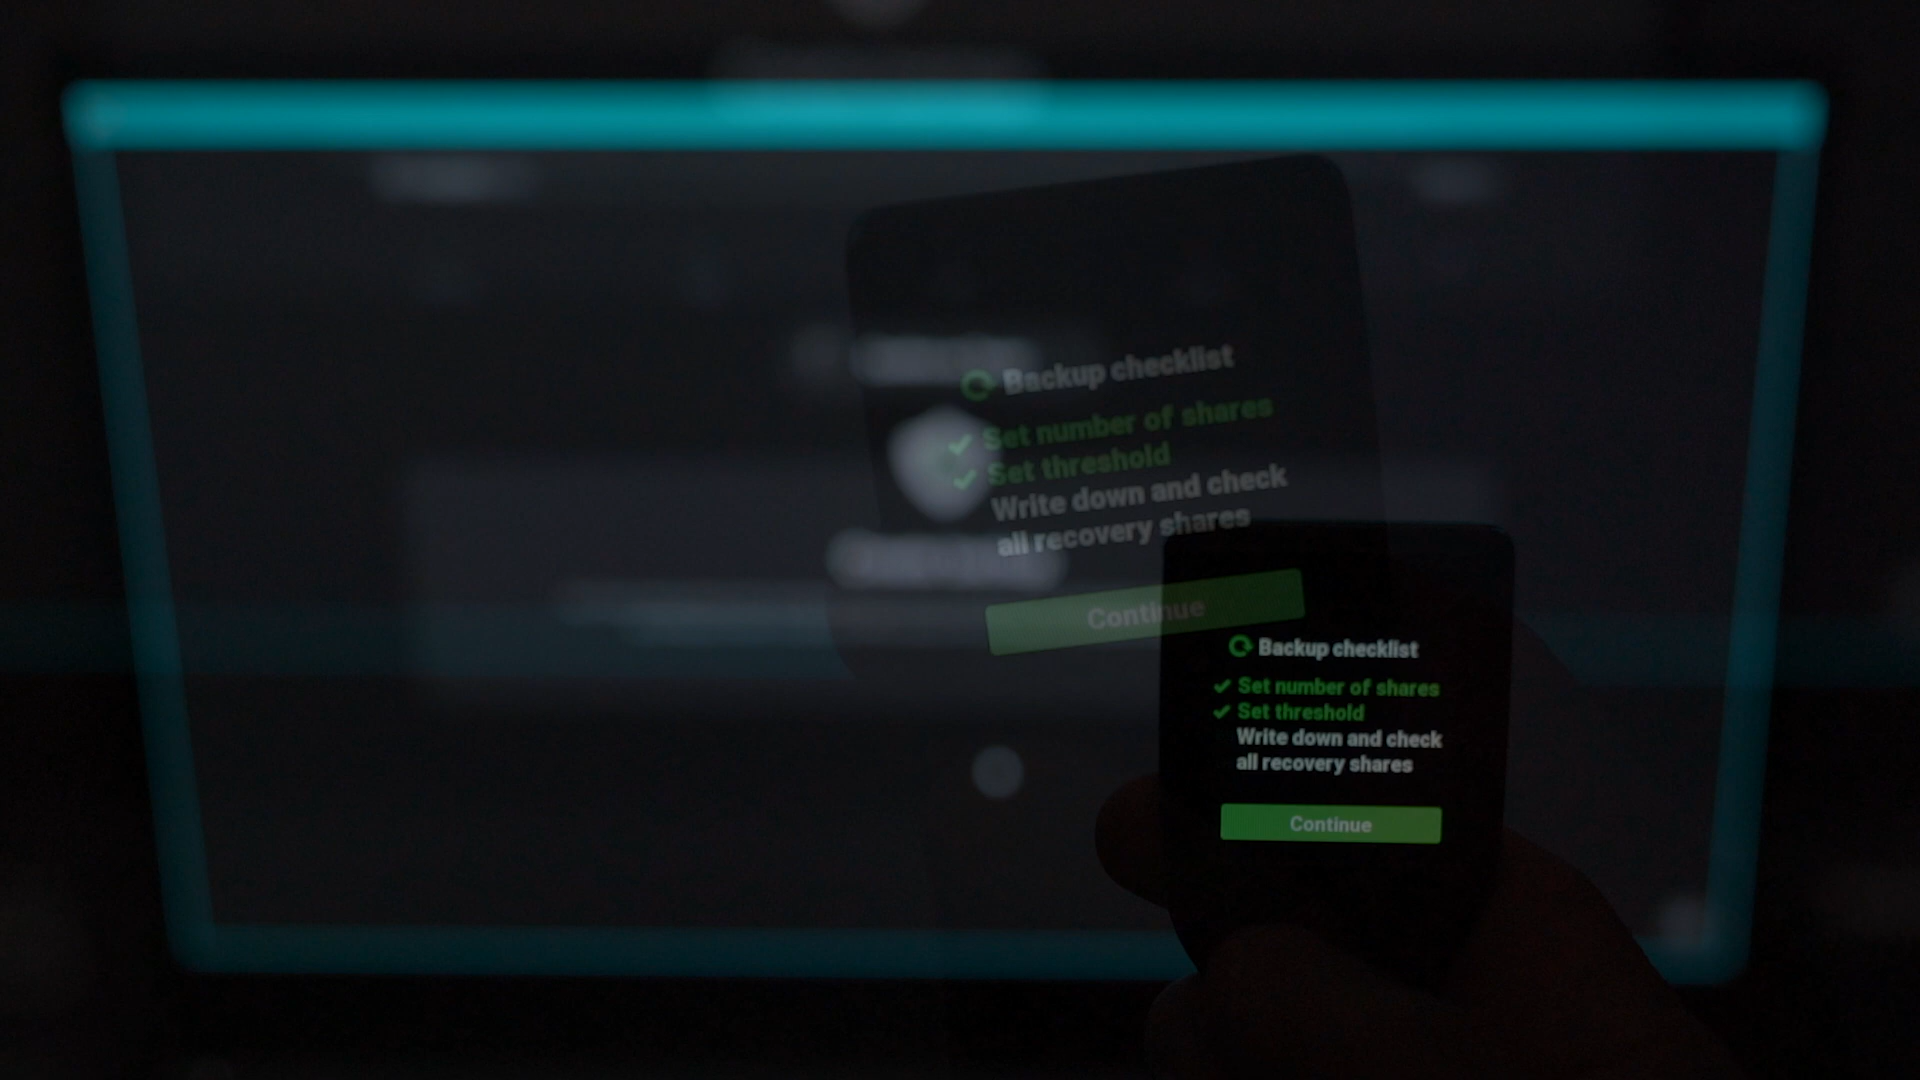 Backup checklist
Set number of shares
Set threshold
Write down and check
all recovery shares
Continue
Backup checklist
Set number of shares
Set threshold
Write down and check
all recovery shares
Continue